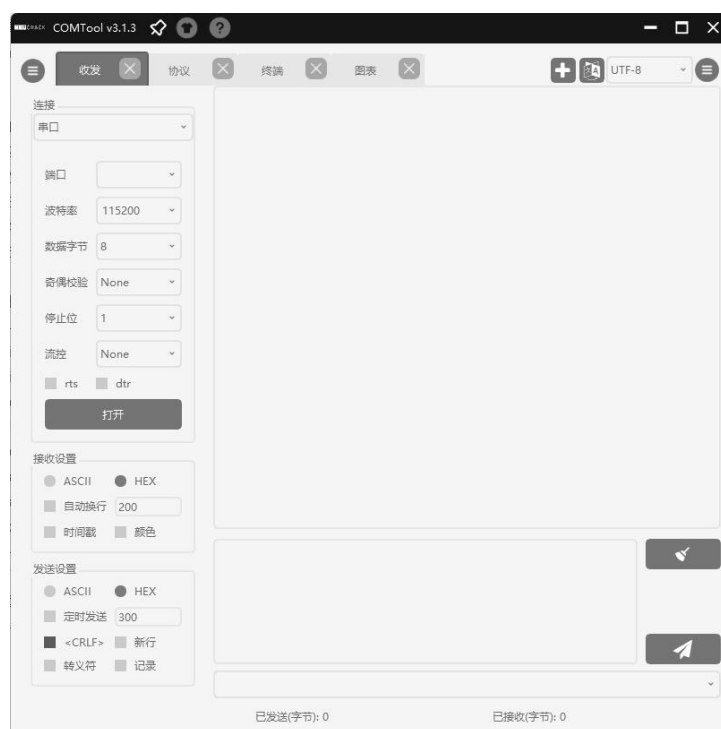 COMTool v3.1.3
收发 协议 终端 图表 UTF-8
连接
串口
端口
波特率 115200
数据字节 8
奇偶校验 None
停止位 1
流控 None
rts dtr
打开
接收设置
ASCII HEX
自动换行 200
时间戳 颜色
发送设置
ASCII HEX
定时发送 300
<CRLF> 新行
转义符 记录
已发送(字节): 0 已接收(字节): 0